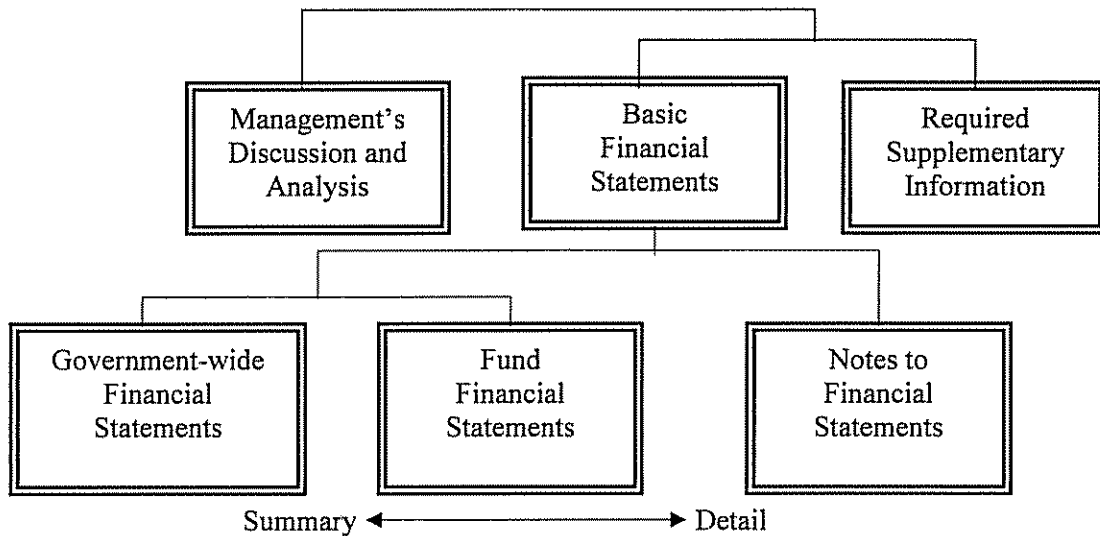 Management's
Discussion and
Analysis
Basic
Financial
Statements
Required
Supplementary
Information
Government-wide
Financial
Statements
Fund
Financial
Statements
Notes to
Financial
Statements
Summary
Detail